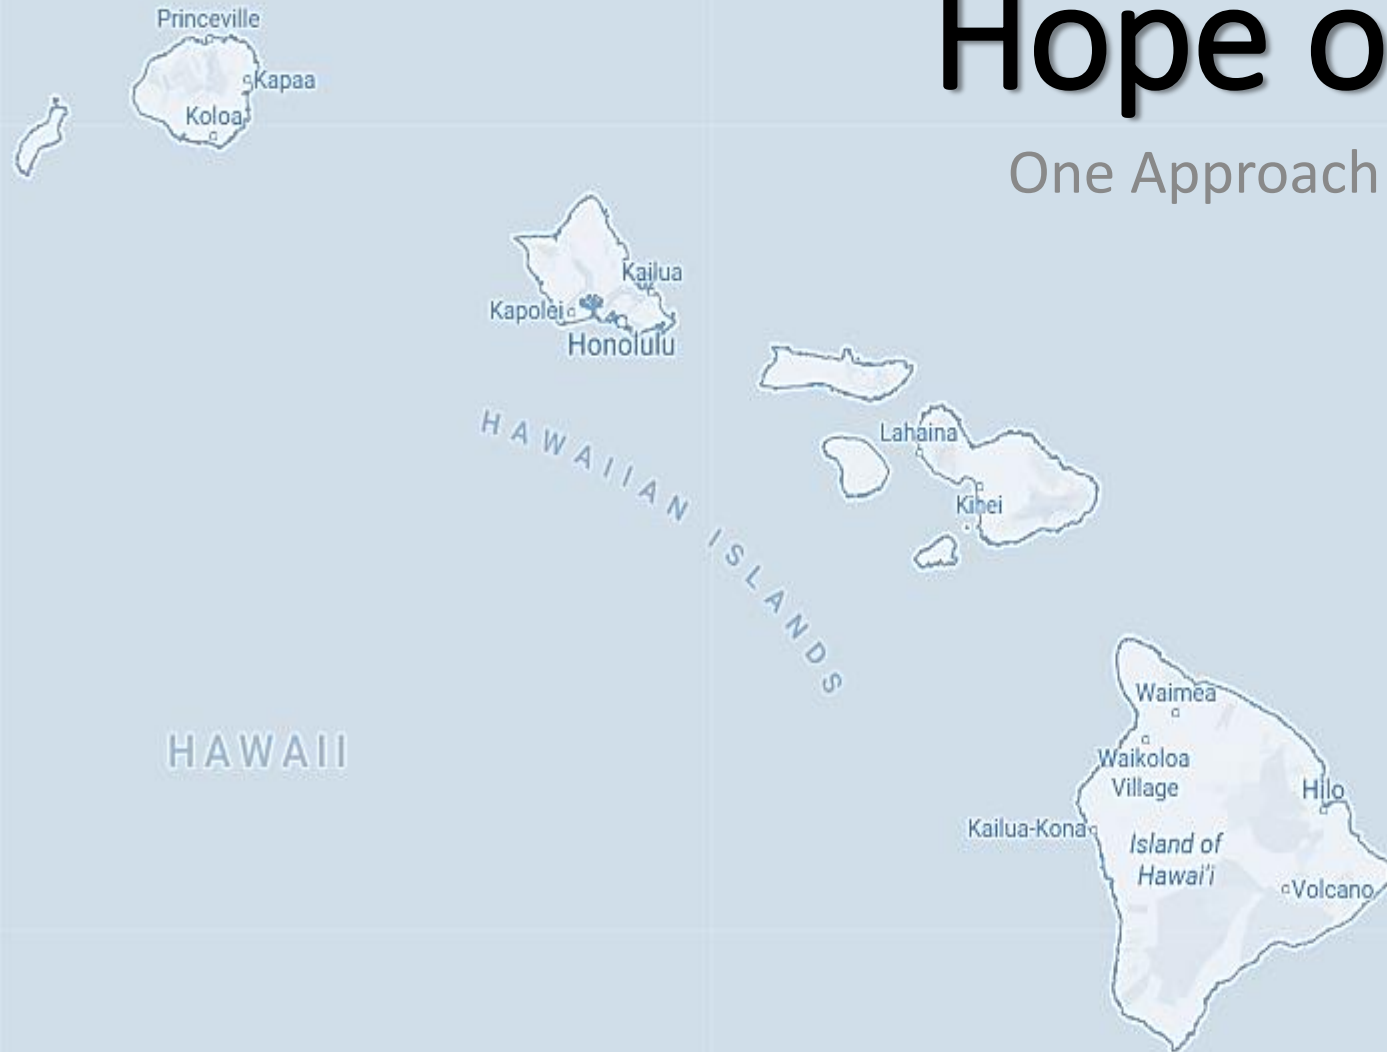 Hope o
One Approach
Princeville
Kapaa
Koloa
Kailua
Kapolei
Honolulu
HAWAIIAN ISLANDS
Lahaina
Kihei
HAWAII
Waimea
Waikoloa
Village
Hilo
Kailua-Kona
Island of
Hawai'i
Volcano